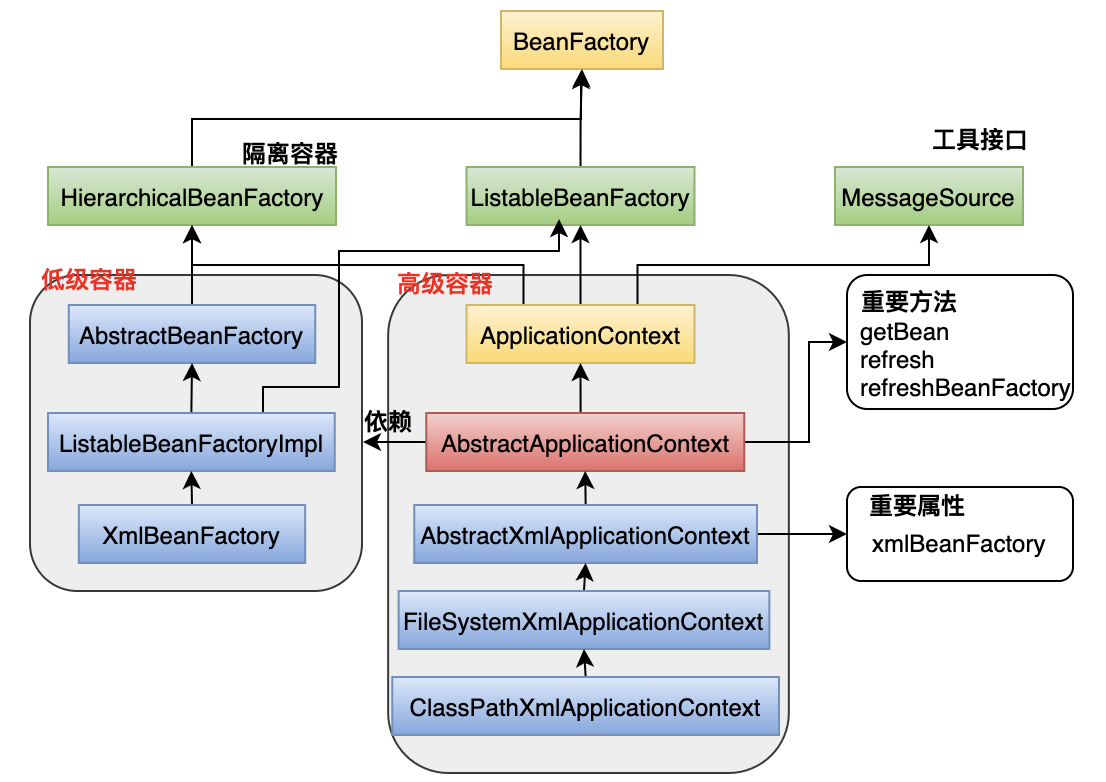 BeanFactory
隔离容器
工具接口
HierarchicalBeanFactory
ListableBeanFactory
MessageSource
低级容器
高级容器
AbstractBeanFactory
ApplicationContext
重要方法
getBean
refresh
refreshBeanFactory
依赖
ListableBeanFactoryImpl
AbstractApplicationContext
重要属性
xmlBeanFactory
XmlBeanFactory
AbstractXmlApplicationContext
FileSystemXmlApplicationContext
ClassPathXmlApplicationContext